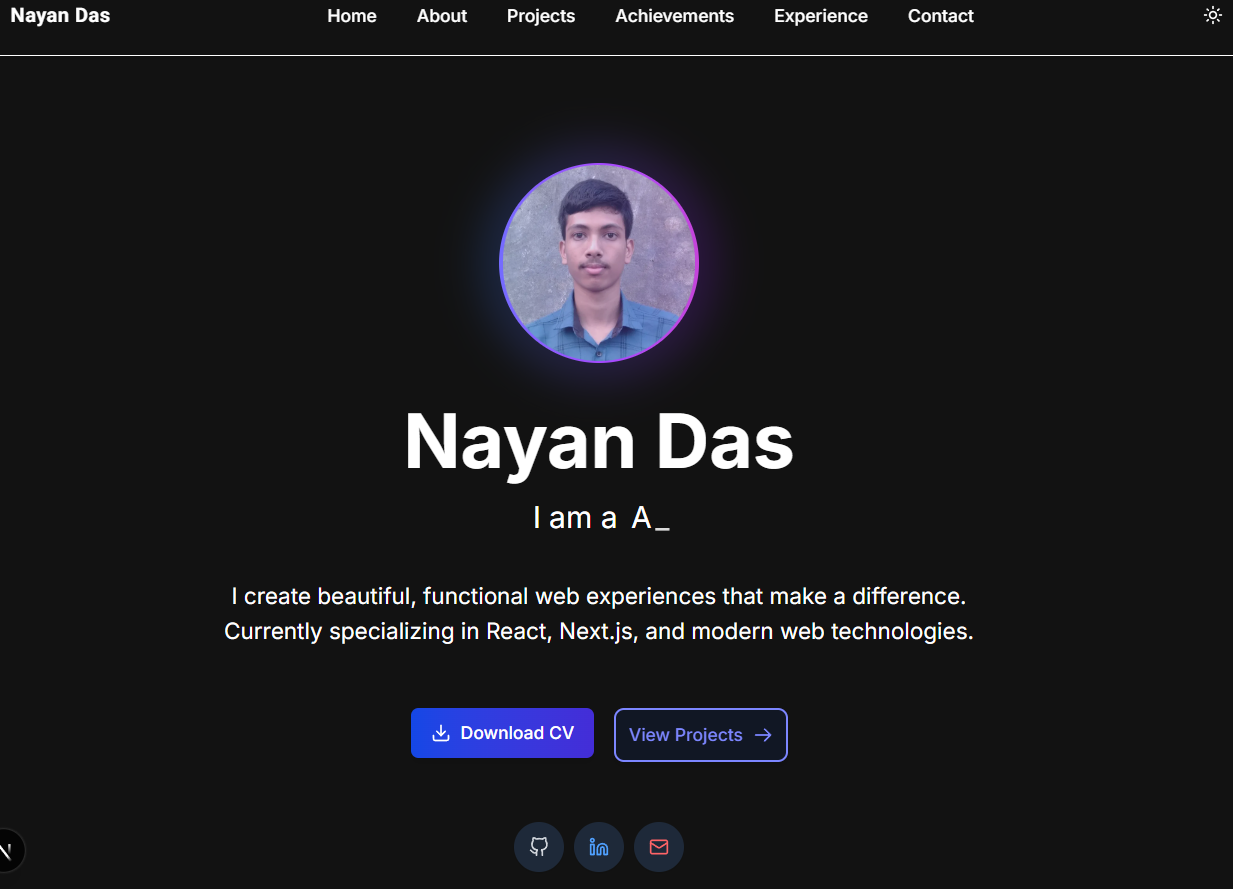 Nayan Das
Home About Projects Achievements Experience Contact
Nayan Das
I am a A_
I create beautiful, functional web experiences that make a difference.
Currently specializing in React, Next.js, and modern web technologies.
Download CV
View Projects →
in
N